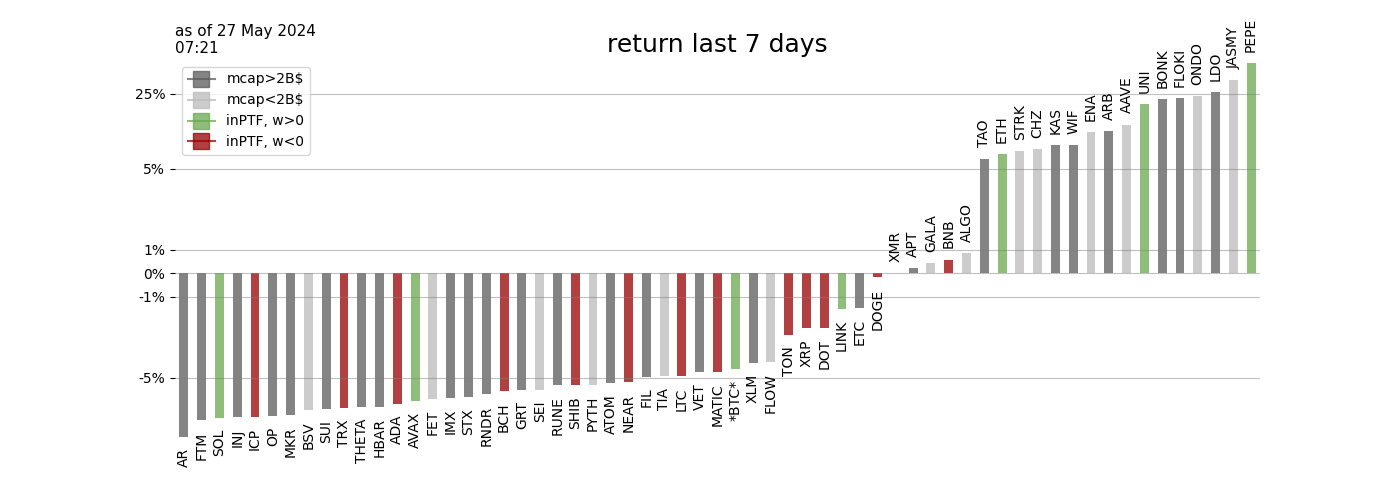 as of 27 May 2024
07:21
return last 7 days
mcap>2B$
mcap<2B$
inPTF, w>0
inPTF, w<0
25%
5%
1%
0%
-1%
-5%
AR
FTM
SOL
INJ
ICP
OP
MKR
BSV
SUI
TRX
THETA
HBAR
ADA
AVAX
FET
IMX
STX
RNDR
BCH
GRT
SEI
RUNE
SHIB
PYTH
ATOM
NEAR
FIL
TIA
LTC
VET
MATIC
*BTC*
XLM
FLOW
TON
XRP
DOT
LINK
ETC
DOGE
XMR
APT
GALA
BNB
ALGO
TAO
ETH
STRK
CHZ
KAS
WIF
ENA
ARB
AAVE
UNI
BONK
FLOKI
ONDO
LDO
JASMY
PEPE